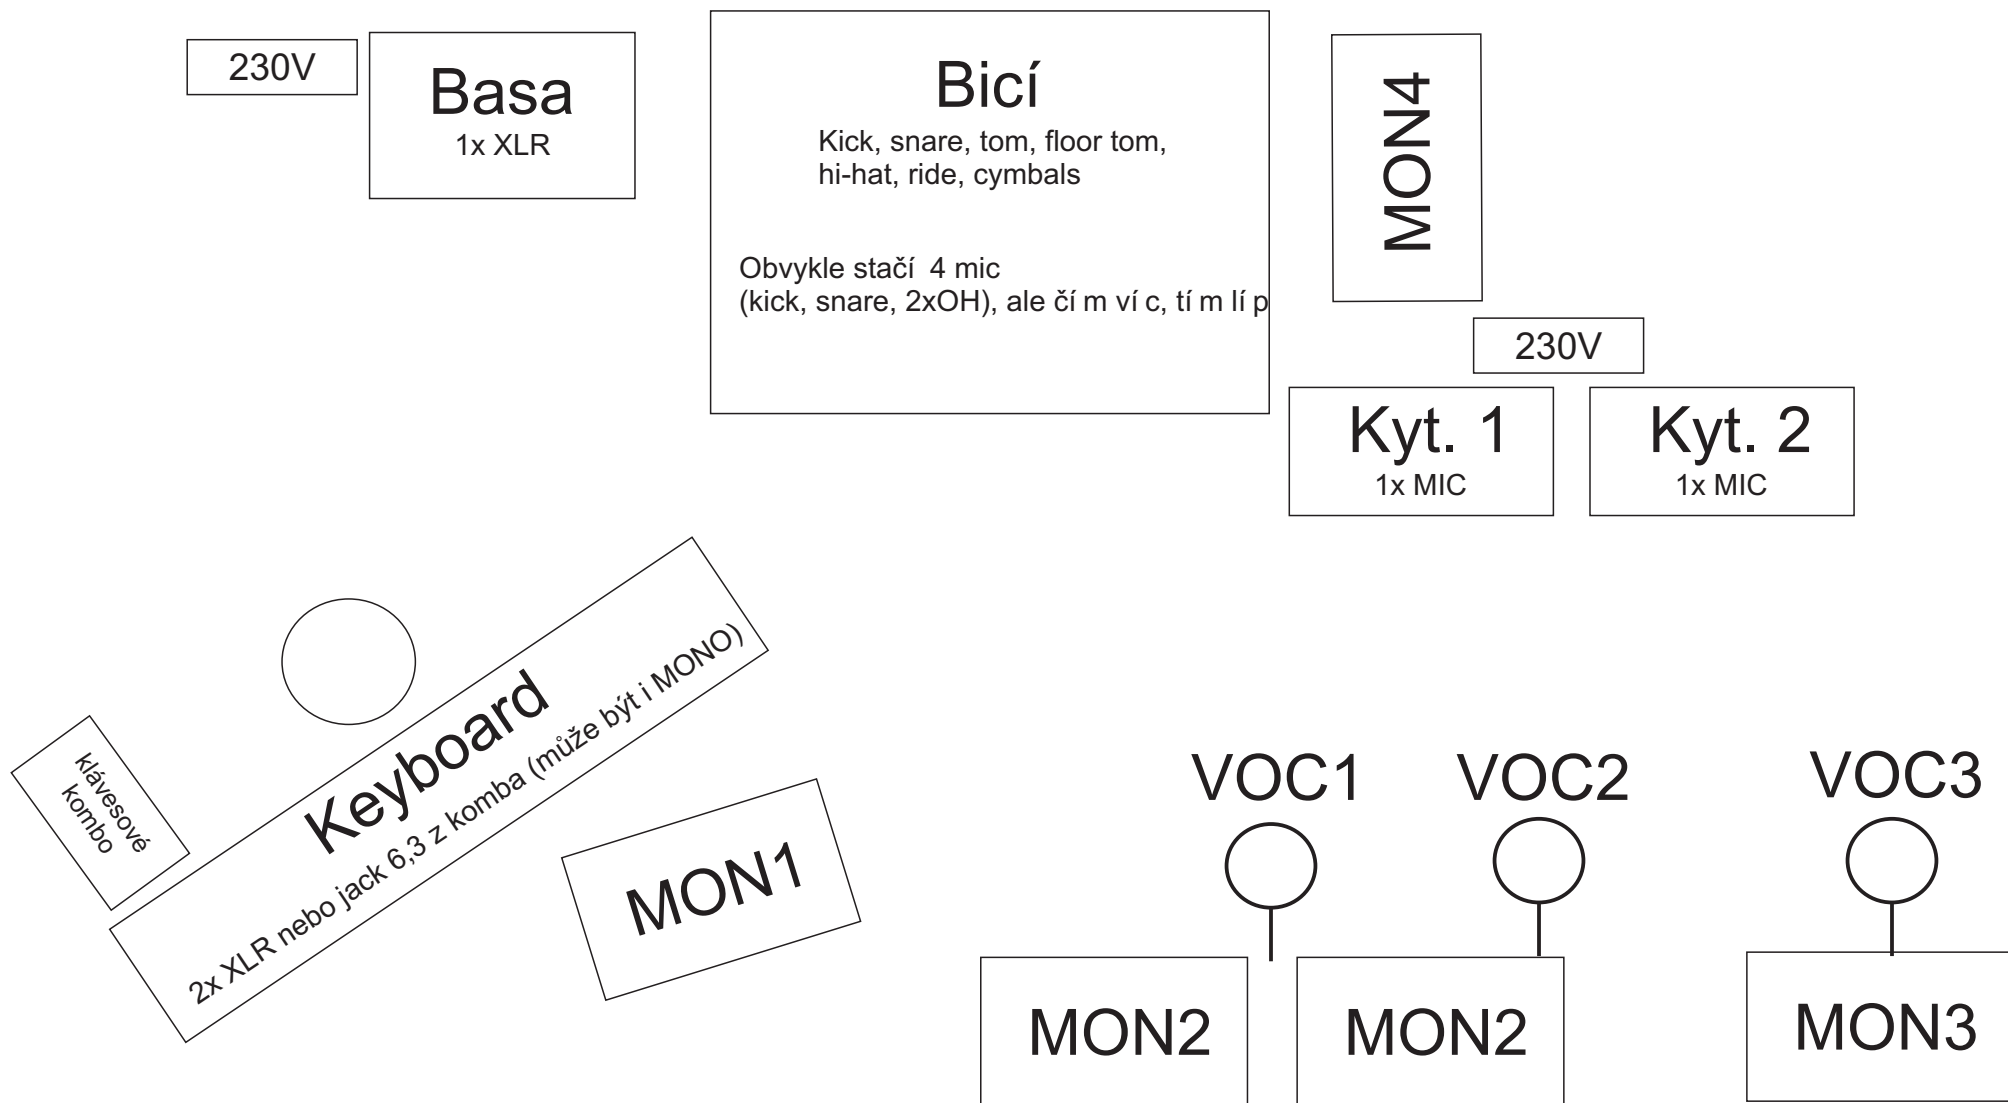 230V
Basa
1x XLR
Bicí
Kick, snare, tom, floor tom,
hi-hat, ride, cymbals
Obvykle stačí  4 mic
(kick, snare, 2xOH), ale čí m ví c, tí m lí p
MON4
230V
Kyt. 1
1x MIC
Kyt. 2
1x MIC
klávesové
kombo
Keyboard
2x XLR nebo jack 6,3 z komba (může být i MONO)
MON1
VOC1
VOC2
VOC3
MON2
MON2
MON3